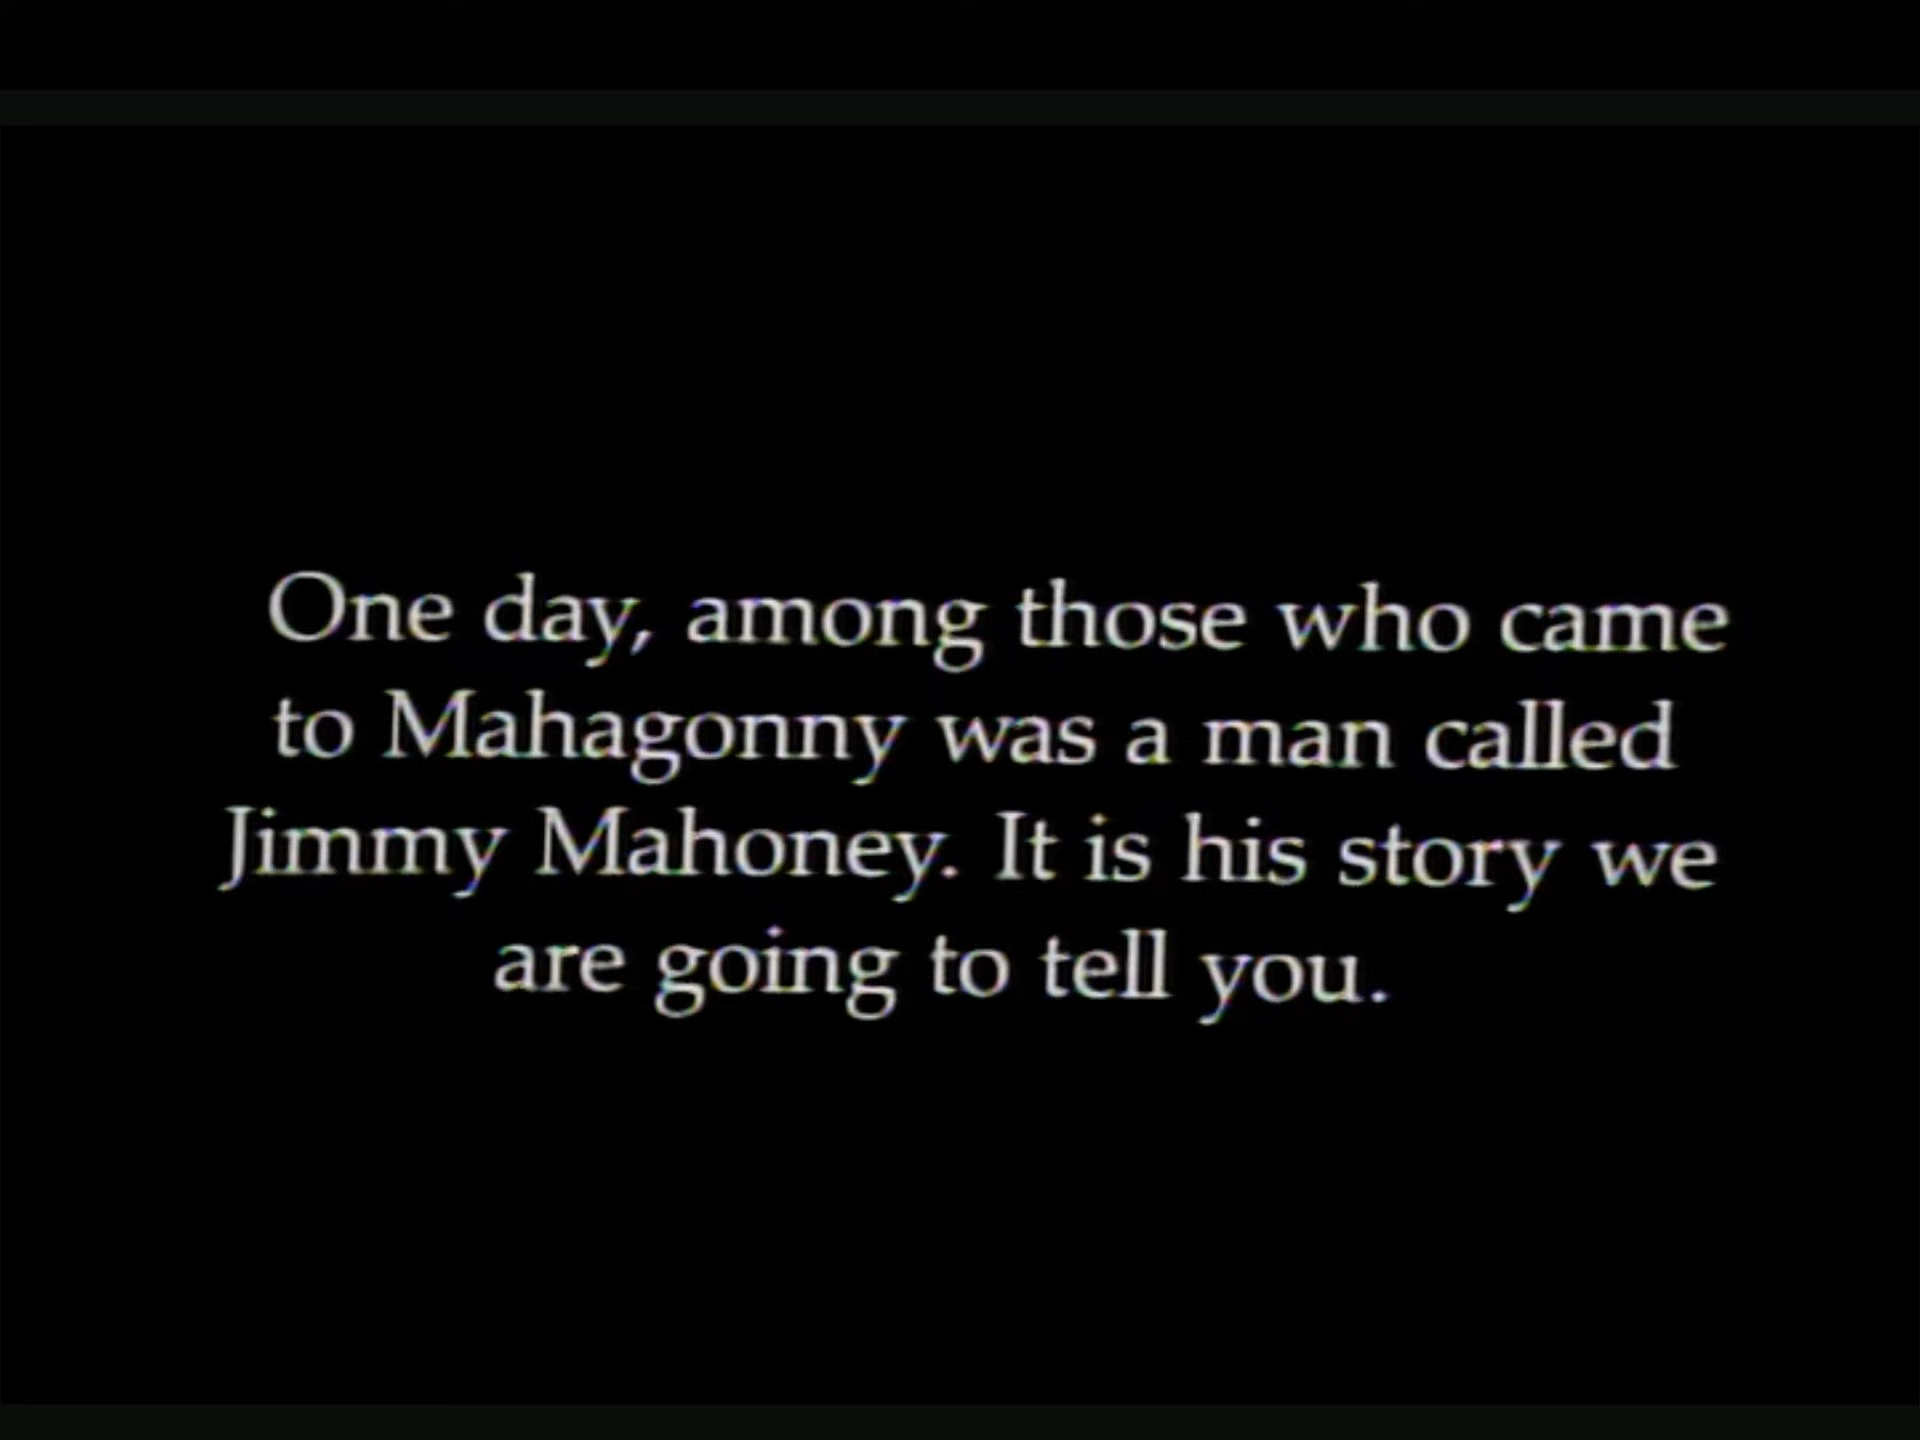 One day, among those who came
to Mahagonny was a man called
Jimmy Mahoney. It is his story we
are going to tell you.